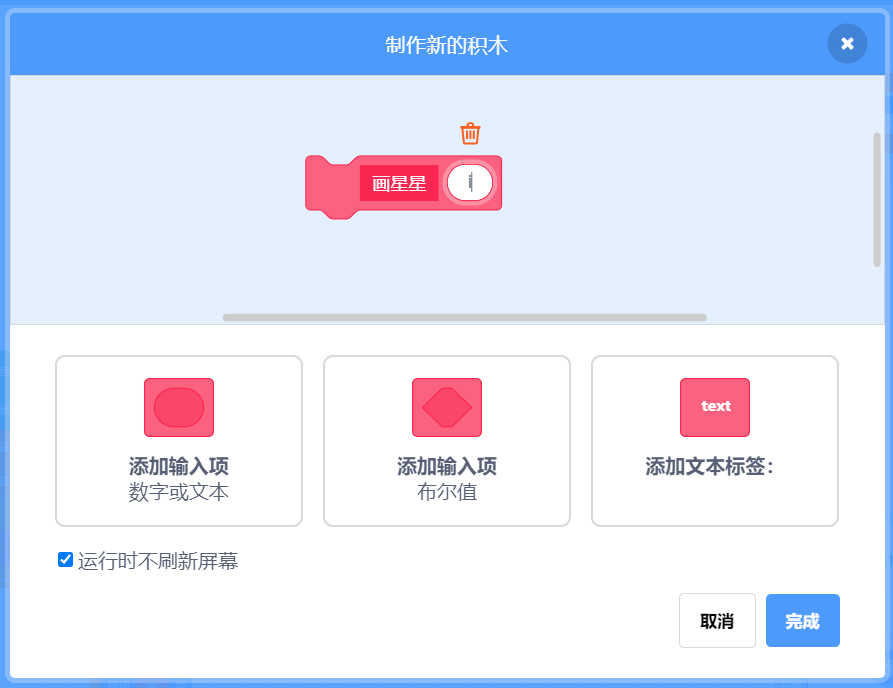 制作新的积木
画星星 i
text
添加输入项
数字或文本
添加输入项
布尔值
添加文本标签：
运行时不刷新屏幕
取消
完成